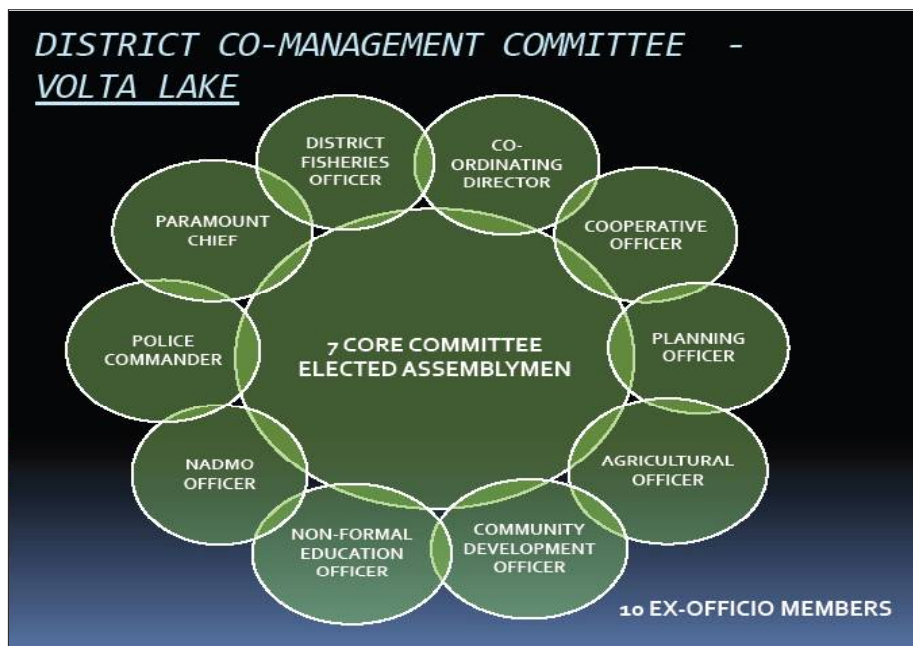 DISTRICT CO-MANAGEMENT COMMITTEE -
VOLTA LAKE
DISTRICT
FISHERIES
OFFICER
CO-
ORDINATING
DIRECTOR
COOPERATIVE
OFFICER
PLANNING
OFFICER
AGRICULTURAL
OFFICER
COMMUNITY
DEVELOPMENT
OFFICER
NON-FORMAL
EDUCATION
OFFICER
NADMO
OFFICER
POLICE
COMMANDER
PARAMOUNT
CHIEF
7 CORE COMMITTEE
ELECTED ASSEMBLYMEN
10 EX-OFFICIO MEMBERS